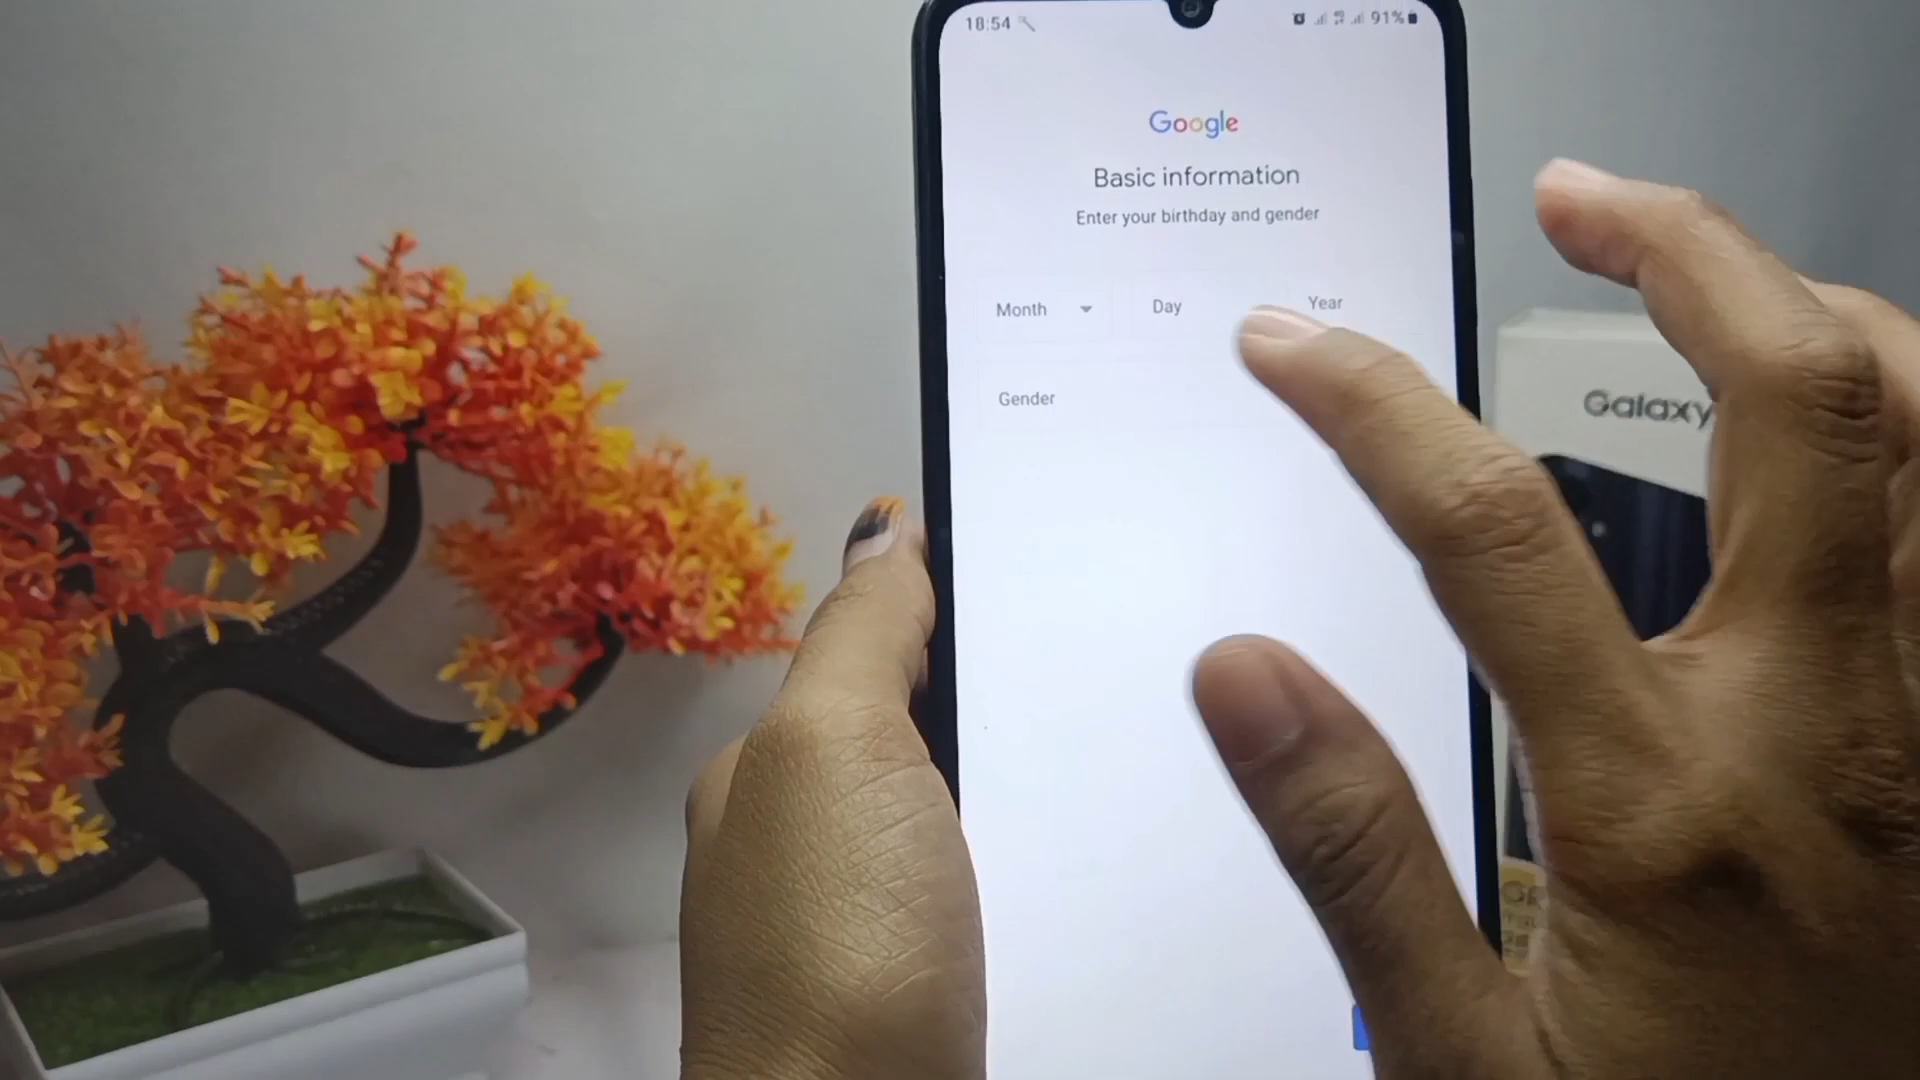 18:54 91%
Google
Basic information
Enter your birthday and gender
Month Day Year
Gender
Galaxy